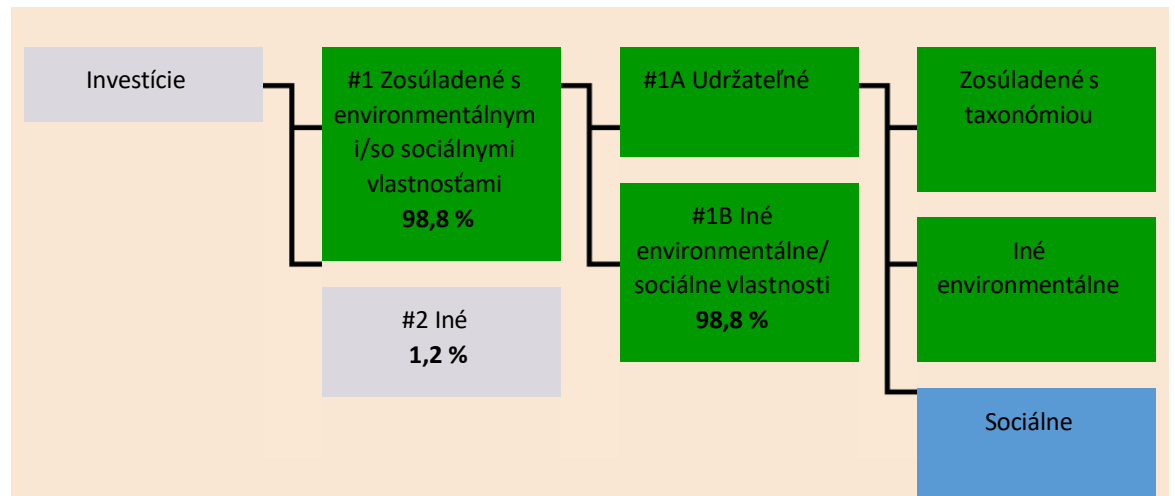 Investície
#1 Zosúladené s
environmentálnym
i/so sociálnymi
vlastnosťami
98,8 %
#2 Iné
1,2 %
#1A Udržateľné
#1B Iné
environmentálne/
sociálne vlastnosti
98,8 %
Zosúladené s
taxonómiou
Iné
environmentálne
Sociálne